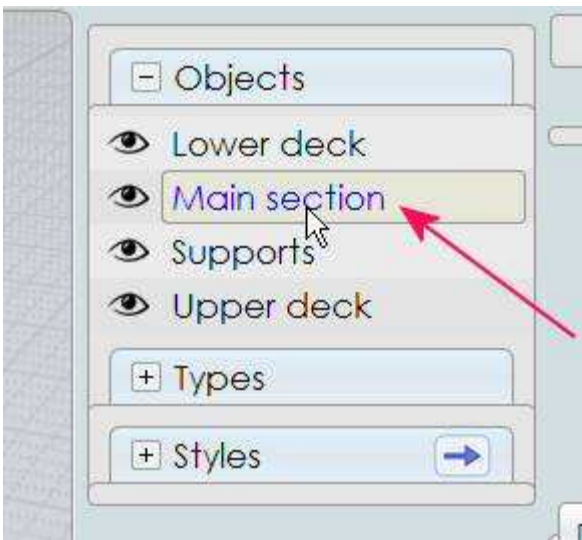 Objects
Lower deck
Main section
Supports
Upper deck
Types
Styles